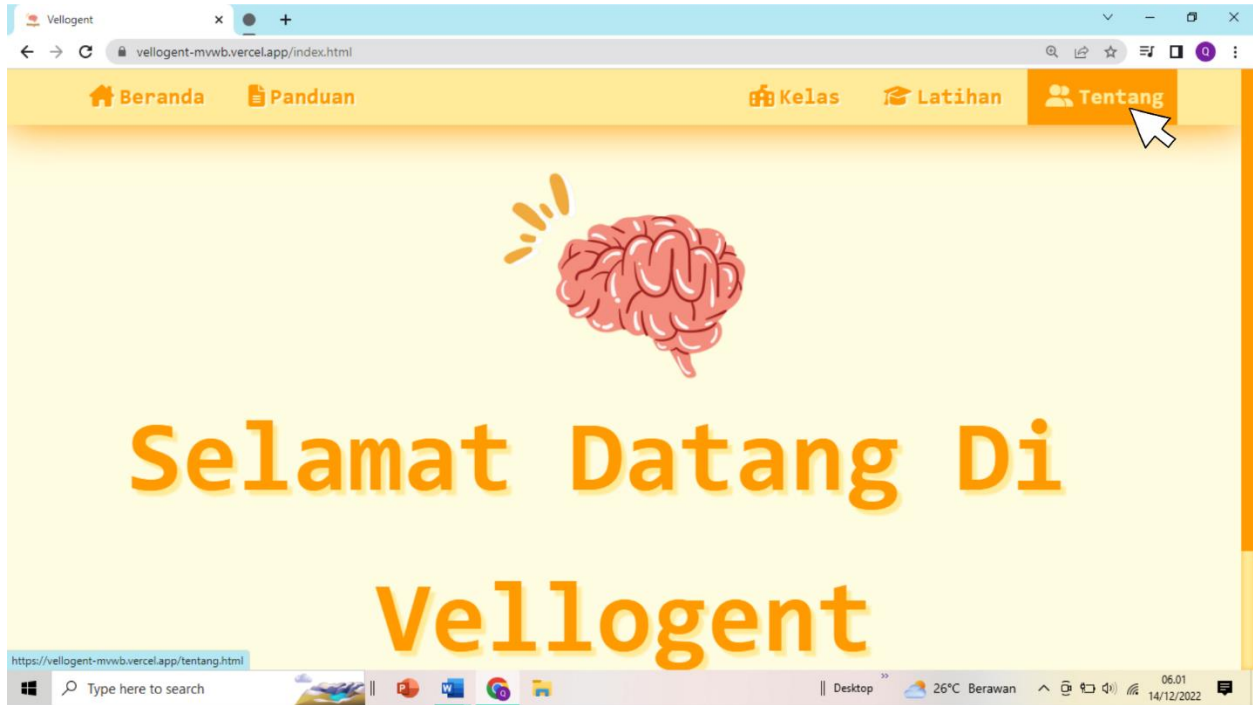 Vellogent
vellogent-mvwb.vercel.app/index.html
Q
Beranda Panduan Kelas Latihan Tentang
Selamat Datang Di
Vellogent
https://vellogent-mvwb.vercel.app/tentang.html
Type here to search
Desktop
26°C Berawan
06.01
14/12/2022